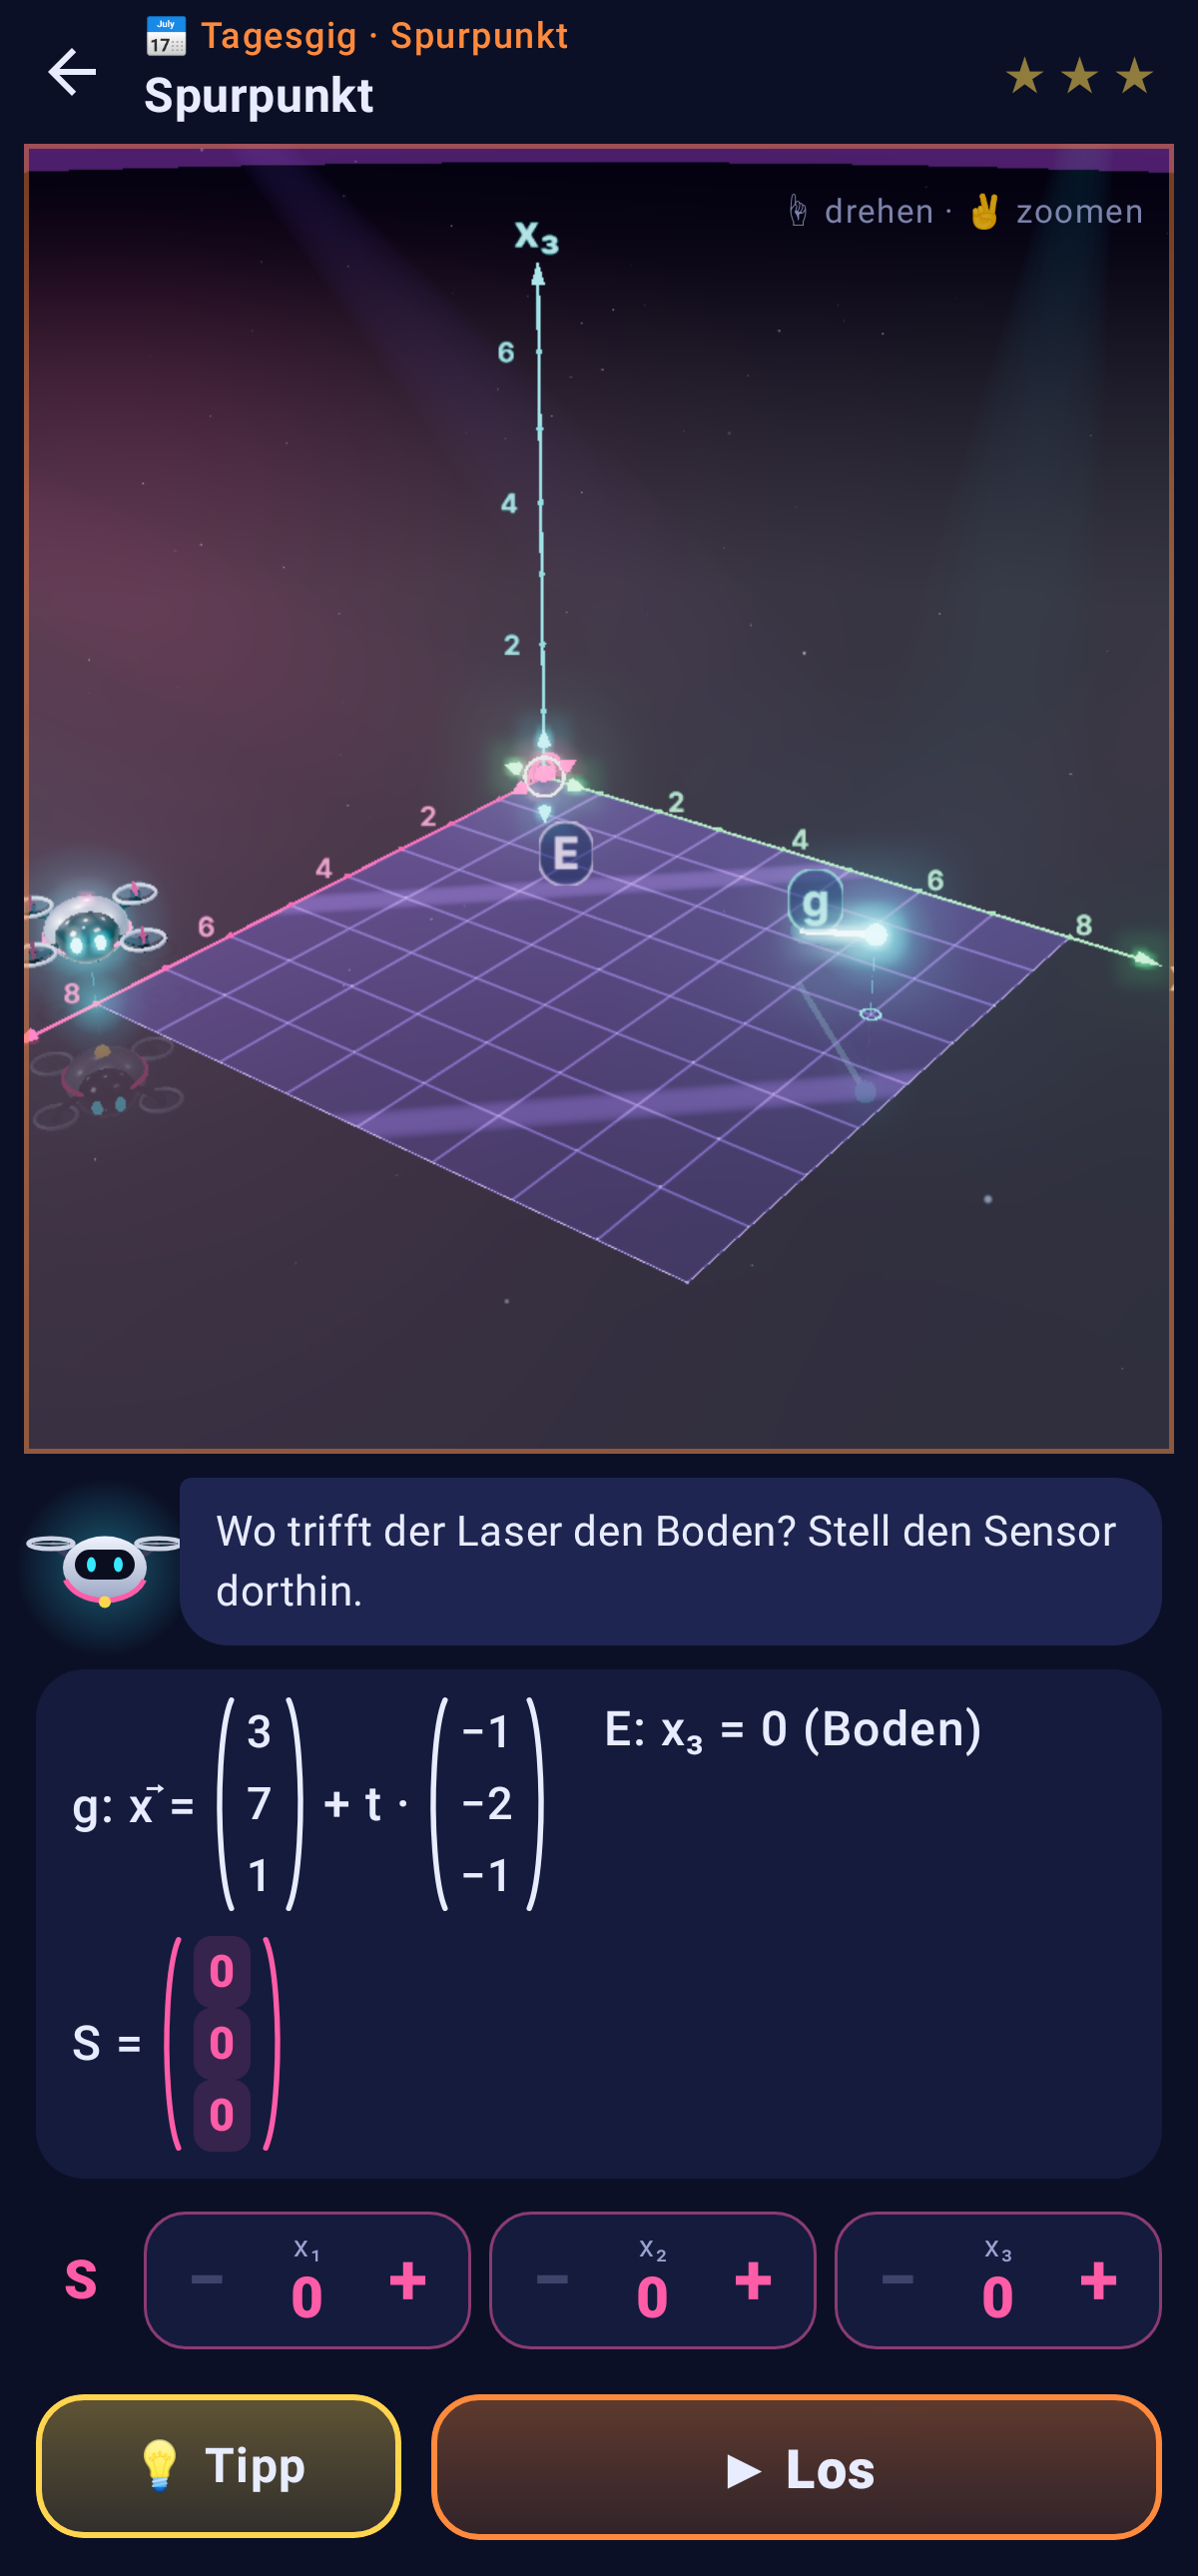 July
17
Tagesgig · Spurpunkt
Spurpunkt
drehen · zoomen
x₃
6
4
2
2
4
6
8
2
4
6
8
E
g
Wo trifft der Laser den Boden? Stell den Sensor
dorthin.
g: x⃗ = (3 7 1) + t · (−1 −2 −1)
E: x₃ = 0 (Boden)
S = (0 0 0)
S
x₁
− 0 +
x₂
− 0 +
x₃
− 0 +
Tipp
Los